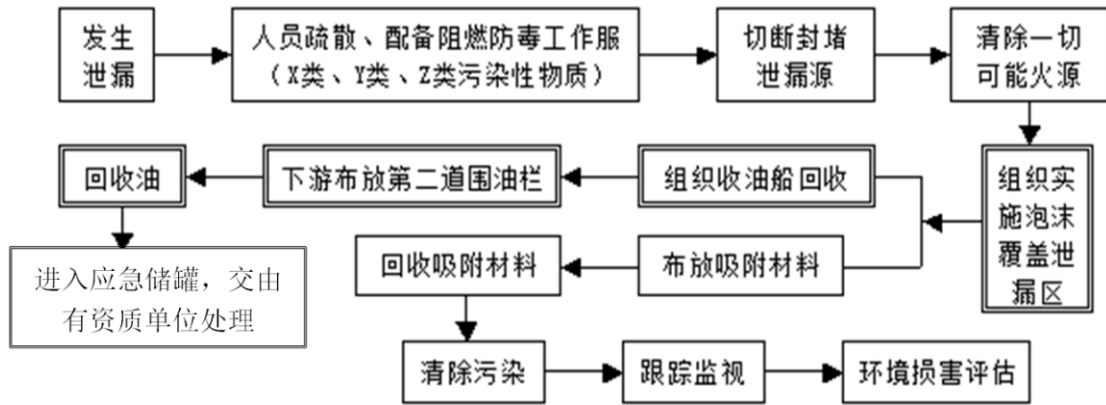 发生
泄漏
人员疏散、配备阻燃防毒工作服
（X类、Y类、Z类污染性物质）
切断封堵
泄漏源
清除一切
可能火源
组织实
施泡沫
覆盖泄
漏区
组织收油船回收
下游布放第二道围油栏
回收油
进入应急储罐，交由
有资质单位处理
布放吸附材料
回收吸附材料
清除污染
跟踪监视
环境损害评估